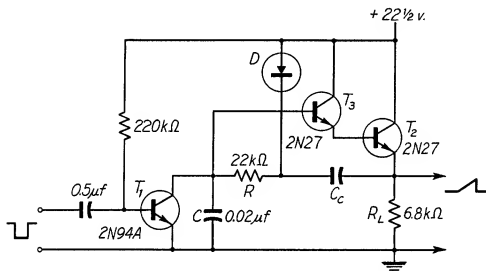 +22½ v.
D
T3
2N27
T2
2N27
220kΩ
22kΩ
R
CC
0.5µf
T1
2N94A
C
0.02µf
RL
6.8kΩ